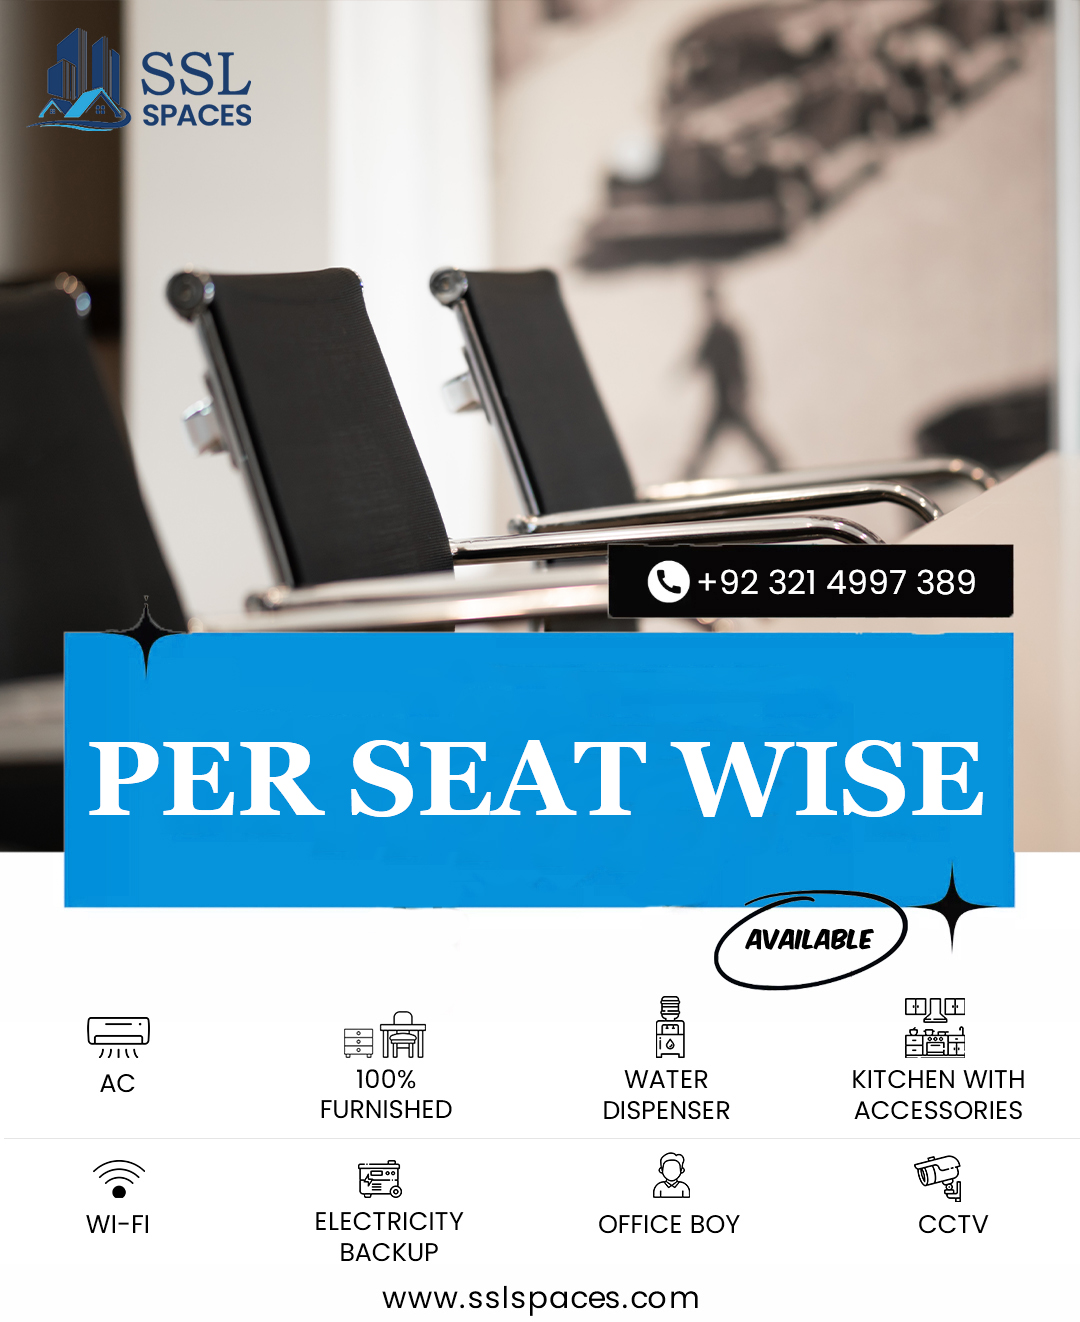 SSL
SPACES
+92 321 4997 389
PER SEAT WISE
AVAILABLE
AC
100%
FURNISHED
WATER
DISPENSER
KITCHEN WITH
ACCESSORIES
WI-FI
ELECTRICITY
BACKUP
OFFICE BOY
CCTV
www.sslspaces.com